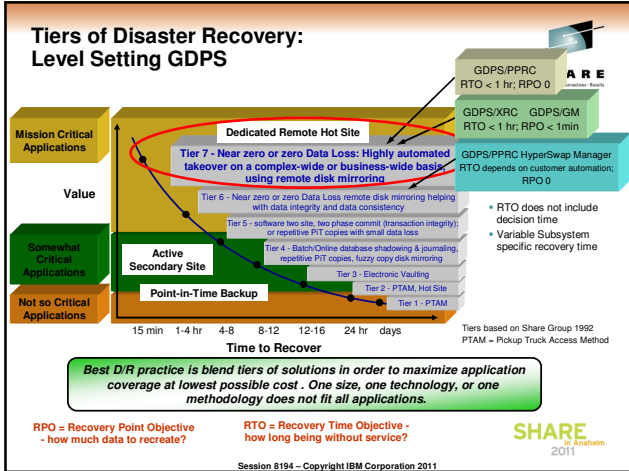 Tiers of Disaster Recovery:
Level Setting GDPS
GDPS/PPRC
RTO < 1 hr; RPO 0
ARE
GDPS/XRC GDPS/GM
RTO < 1 hr; RPO < 1min
GDPS/PPRC HyperSwap Manager
RTO depends on customer automation;
RPO 0
Mission Critical
Applications
Dedicated Remote Hot Site
Tier 7 - Near zero or zero Data Loss: Highly automated
takeover on a complex-wide or business-wide basis,
using remote disk mirroring
Value
Tier 6 - Near zero or zero Data Loss remote disk mirroring helping
with data integrity and data consistency
Tier 5 - software two site, two phase commit (transaction integrity);
or repetitive PiT copies with small data loss
Somewhat
Critical
Applications
Active
Secondary Site
Tier 4 - Batch/Online database shadowing & journaling,
repetitive PiT copies, fuzzy copy disk mirroring
Tier 3 - Electronic Vaulting
Tier 2 - PTAM, Hot Site
Not so Critical
Applications
Point-in-Time Backup
Tier 1 - PTAM
▪ RTO does not include
decision time
▪ Variable Subsystem
specific recovery time
15 min 1-4 hr 4-8 8-12 12-16 24 hr days
Time to Recover
Tiers based on Share Group 1992
PTAM = Pickup Truck Access Method
Best D/R practice is blend tiers of solutions in order to maximize application
coverage at lowest possible cost . One size, one technology, or one
methodology does not fit all applications.
RPO = Recovery Point Objective
- how much data to recreate?
RTO = Recovery Time Objective -
how long being without service?
SHARE
in Anaheim
2011
Session 8194 – Copyright IBM Corporation 2011